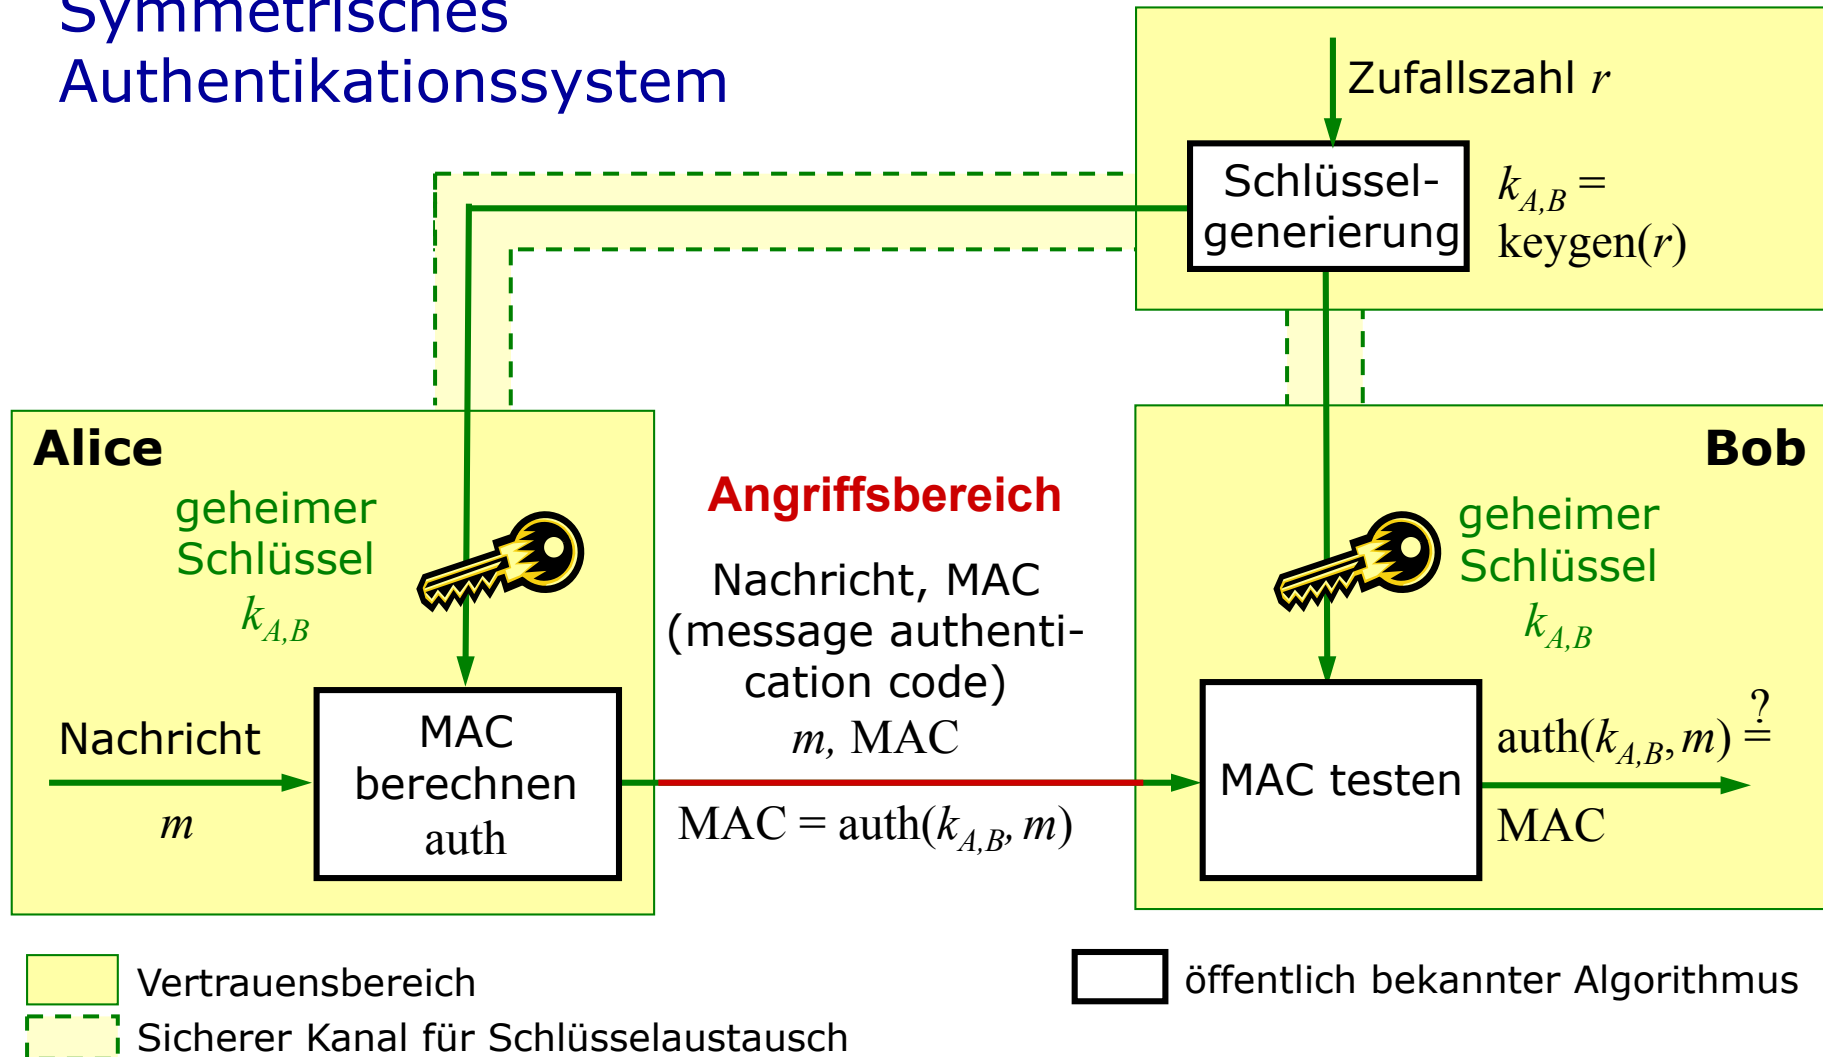 Symmetrisches
Authentikationssystem
Zufallszahl r
Schlüssel-
generierung
k_{A,B} =
keygen(r)
Alice
geheimer
Schlüssel
k_{A,B}
Nachricht
m
MAC
berechnen
auth
Angriffsbereich
Nachricht, MAC
(message authenti-
cation code)
m, MAC
MAC = auth(k_{A,B}, m)
Bob
geheimer
Schlüssel
k_{A,B}
MAC testen
?
auth(k_{A,B}, m) =
MAC
Vertrauensbereich
öffentlich bekannter Algorithmus
Sicherer Kanal für Schlüsselaustausch